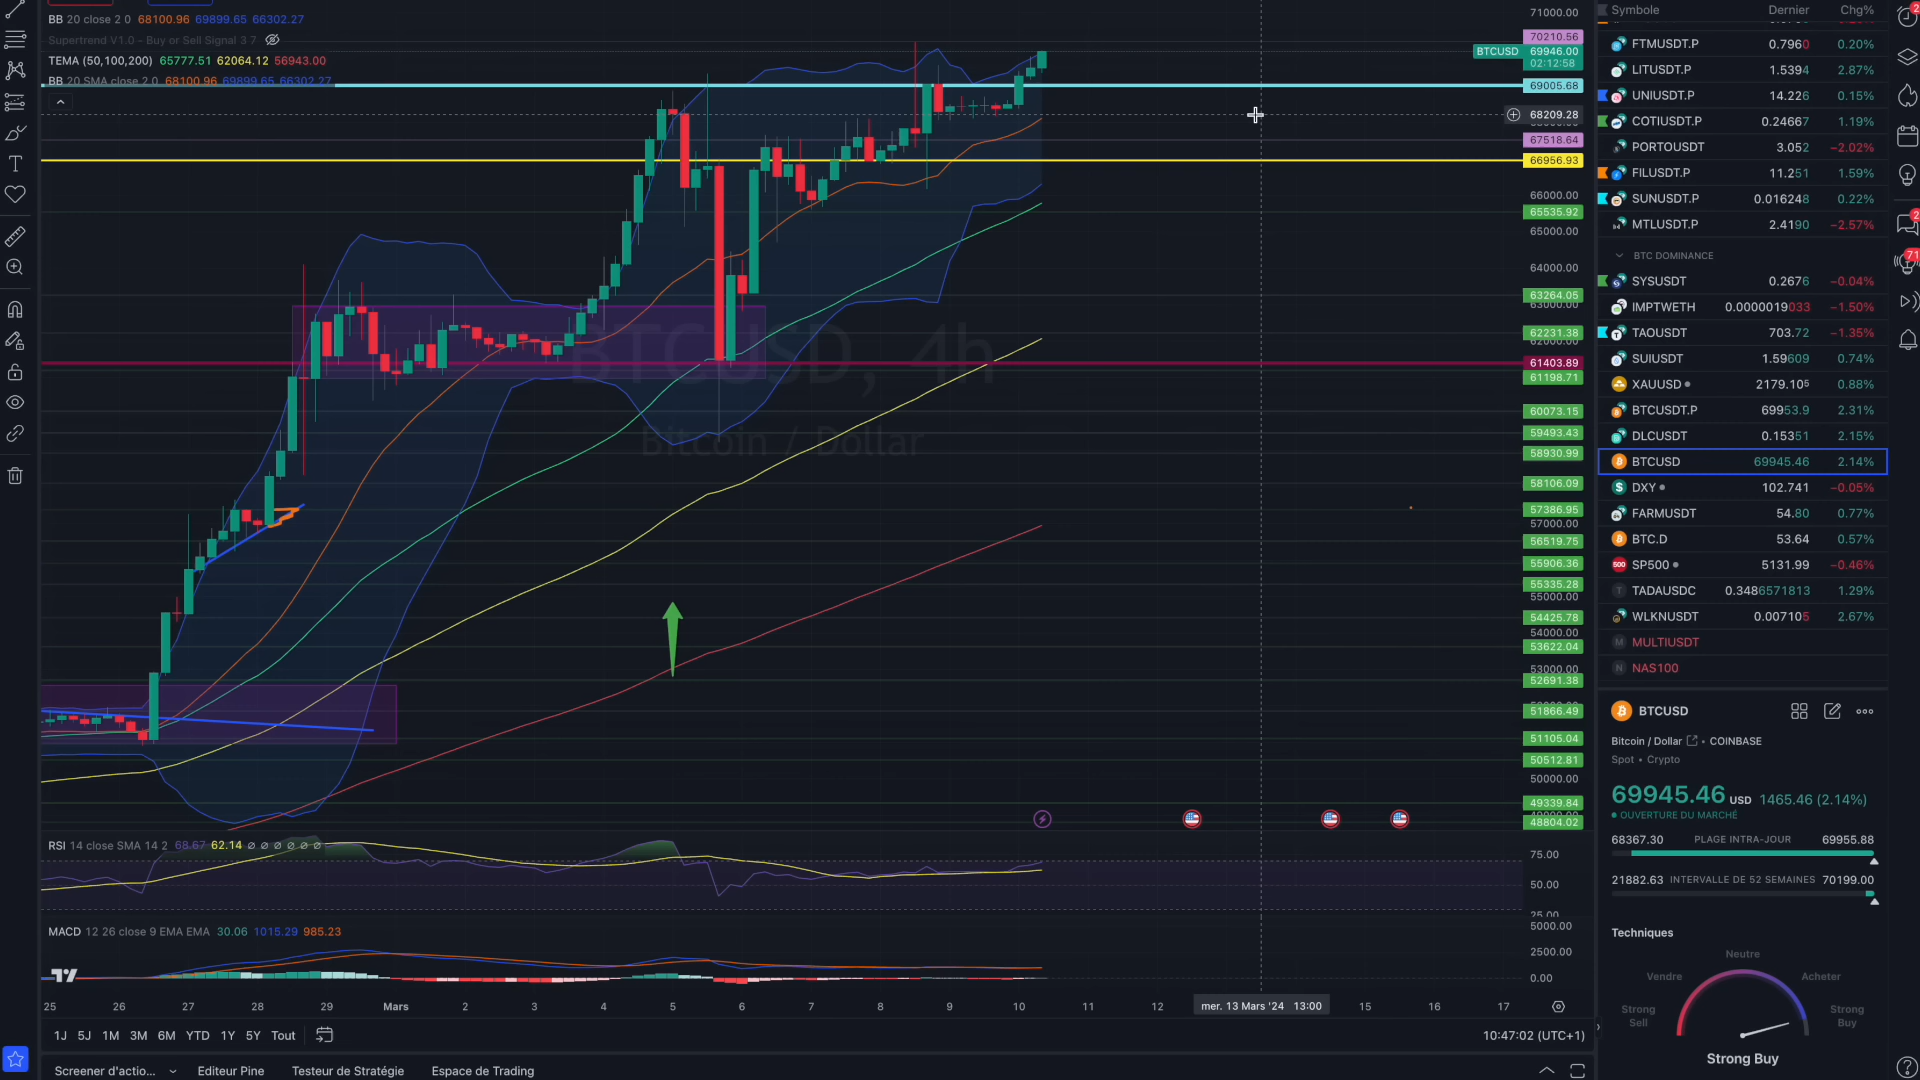 BB 20 close 2 0 68100.96 69899.65 66302.27
Supertrend V1.0 - Buy or Sell Signal 3 7
TEMA (50,100,200) 65777.51 62064.12 56943.00
BB 20 SMA close 2 0 68100.96 69899.65 66302.27
BTCUSD, 4h
Bitcoin / Dollar
71000.00
70210.56
BTCUSD 69946.00
02:12:58
69005.68
68209.28
67518.64
66956.93
66000.00
65535.92
65000.00
64000.00
63264.05
63000.00
62231.38
62000.00
61403.89
61198.71
60073.15
59493.43
58930.99
58106.09
57386.95
57000.00
56519.75
55906.36
55335.28
55000.00
54425.78
54000.00
53622.04
53000.00
52691.38
51866.49
51105.04
50512.81
50000.00
49339.84
48804.02
RSI 14 close SMA 14 2 68.67 62.14 ∅ ∅ ∅ ∅ ∅ ∅
75.00
50.00
25.00
MACD 12 26 close 9 EMA EMA 30.06 1015.29 985.23
5000.00
2500.00
0.00
25 26 27 28 29 Mars 2 3 4 5 6 7 8 9 10 11 12 mer. 13 Mars '24 13:00 15 16 17
1J 5J 1M 3M 6M YTD 1Y 5Y Tout
10:47:02 (UTC+1)
Screener d'actio... Editeur Pine Testeur de Stratégie Espace de Trading
Symbole Dernier Chg%
FTMUSDT.P 0.7960 0.20%
LITUSDT.P 1.5394 2.87%
UNIUSDT.P 14.226 0.15%
COTIUSDT.P 0.24667 1.19%
PORTOUSDT 3.052 −2.02%
FILUSDT.P 11.251 1.59%
SUNUSDT.P 0.016248 0.22%
MTLUSDT.P 2.4190 −2.57%
BTC DOMINANCE
SYSUSDT 0.2676 −0.04%
IMPTWETH 0.0000019033 −1.50%
TAOUSDT 703.72 −1.35%
SUIUSDT 1.59609 0.74%
XAUUSD 2179.105 0.88%
BTCUSDT.P 69953.9 2.31%
DLCUSDT 0.15351 2.15%
BTCUSD 69945.46 2.14%
DXY 102.741 −0.05%
FARMUSDT 54.80 0.77%
BTC.D 53.64 0.57%
SP500 5131.99 −0.46%
TADAUSDC 0.3486571813 1.29%
WLKNUSDT 0.007105 2.67%
MULTIUSDT
NAS100
BTCUSD
Bitcoin / Dollar • COINBASE
Spot • Crypto
69945.46 USD 1465.46 (2.14%)
OUVERTURE DU MARCHÉ
68367.30 PLAGE INTRA-JOUR 69955.88
21882.63 INTERVALLE DE 52 SEMAINES 70199.00
Techniques
Neutre
Vendre Acheter
Strong Sell
Strong Buy
Strong Buy